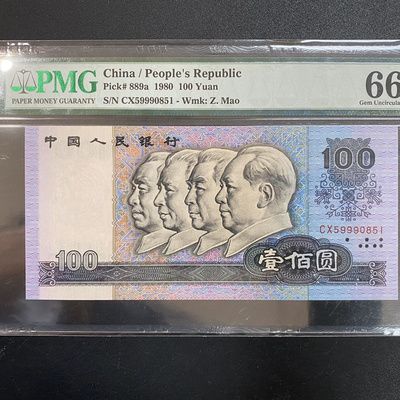 PMG
PAPER MONEY GUARANTY
China / People's Republic
Pick# 889a 1980 100 Yuan
S/N CX59990851 - Wmk: Z. Mao
66
Gem Uncircula
中国人民银行
100
CX59990851
100
壹佰圆